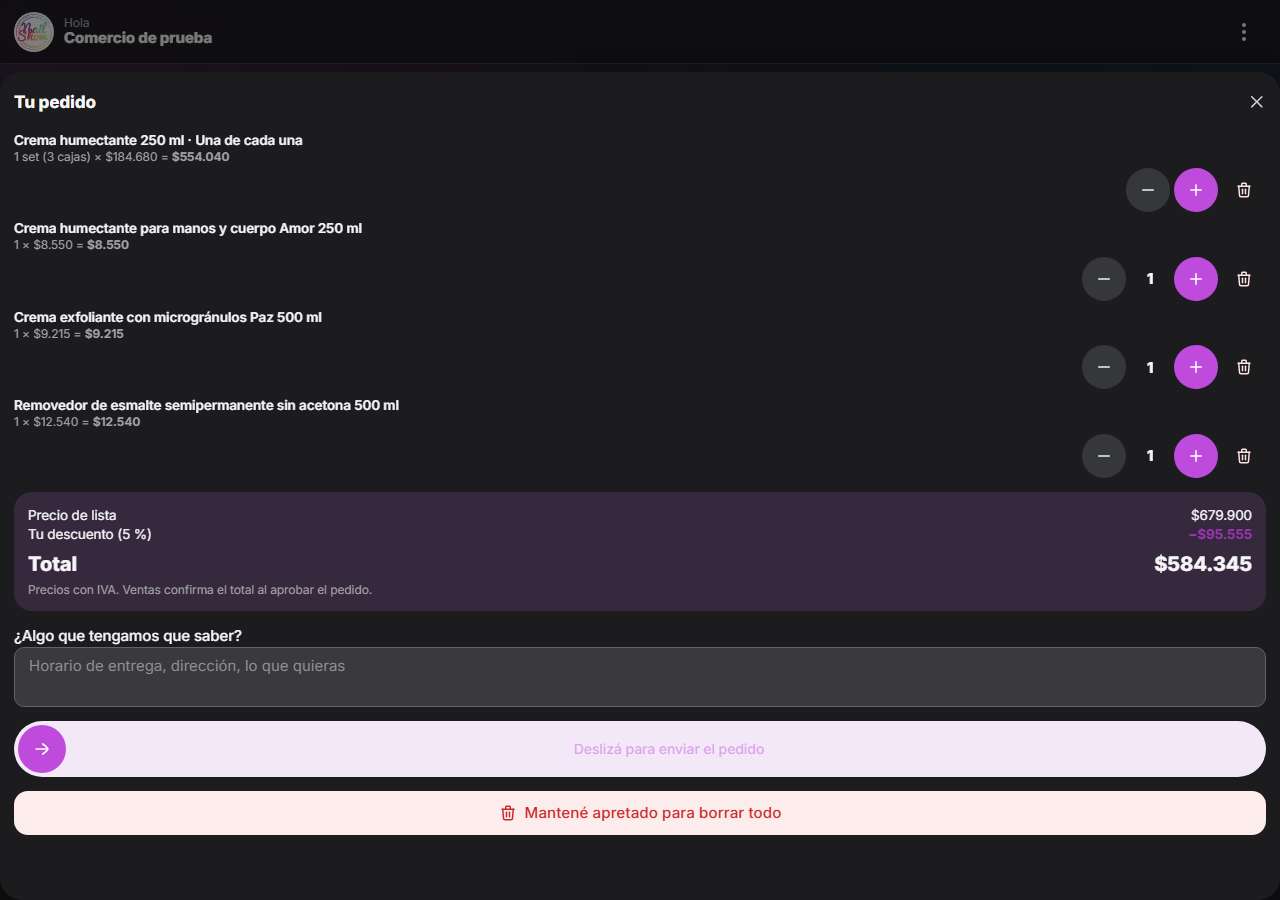 Hola
Comercio de prueba
Tu pedido
Crema humectante 250 ml · Una de cada una
1 set (3 cajas) × $184.680 = $554.040
Crema humectante para manos y cuerpo Amor 250 ml
1 × $8.550 = $8.550
1
Crema exfoliante con microgránulos Paz 500 ml
1 × $9.215 = $9.215
1
Removedor de esmalte semipermanente sin acetona 500 ml
1 × $12.540 = $12.540
1
Precio de lista $679.900
Tu descuento (5 %) −$95.555
Total $584.345
Precios con IVA. Ventas confirma el total al aprobar el pedido.
¿Algo que tengamos que saber?
Horario de entrega, dirección, lo que quieras
Deslizá para enviar el pedido
Mantené apretado para borrar todo